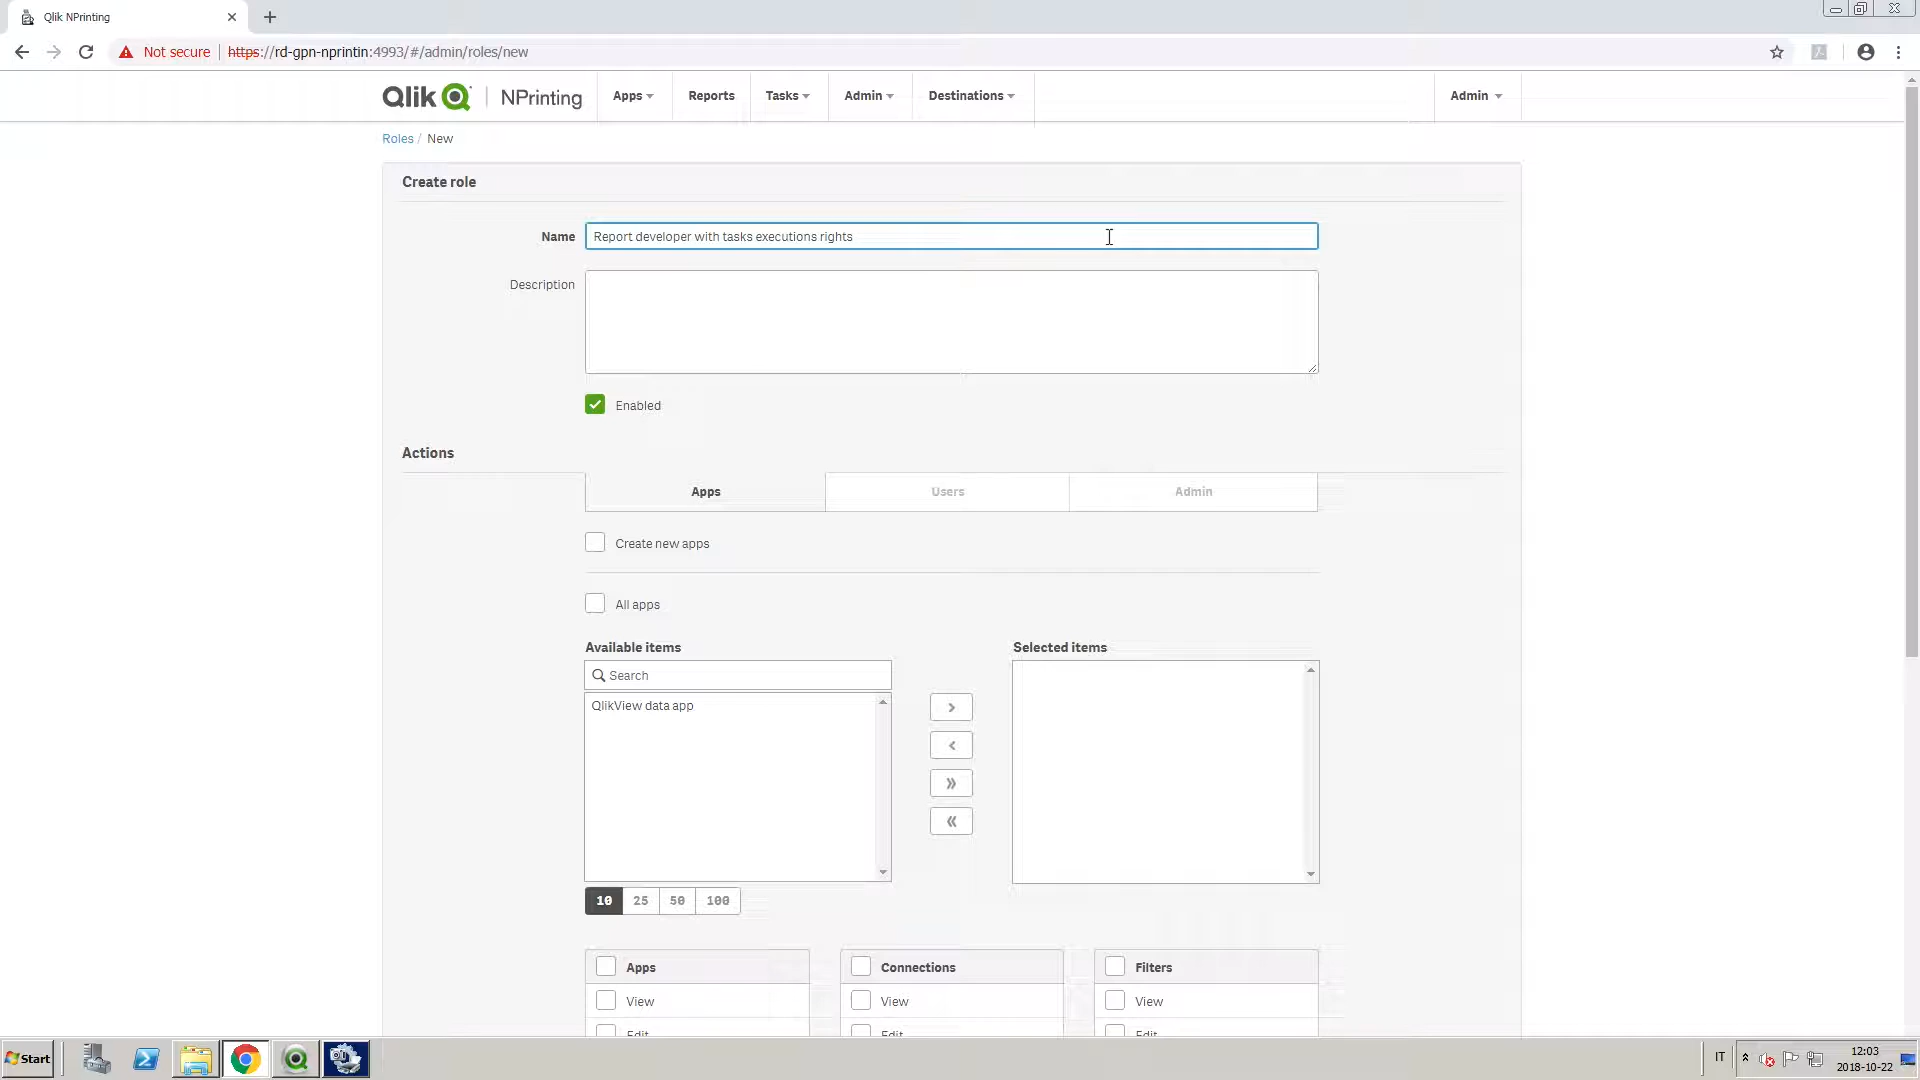 Qlik NPrinting
Not secure https://rd-gpn-nprintin:4993/#/admin/roles/new
Qlik NPrinting Apps Reports Tasks Admin Destinations Admin
Roles / New
Create role
Name Report developer with tasks executions rights
Description
Enabled
Actions
Apps Users Admin
Create new apps
All apps
Available items Selected items
Search
QlikView data app
10 25 50 100
Apps Connections Filters
View View View
Edit Edit Edit
Start IT 12:03
2018-10-22